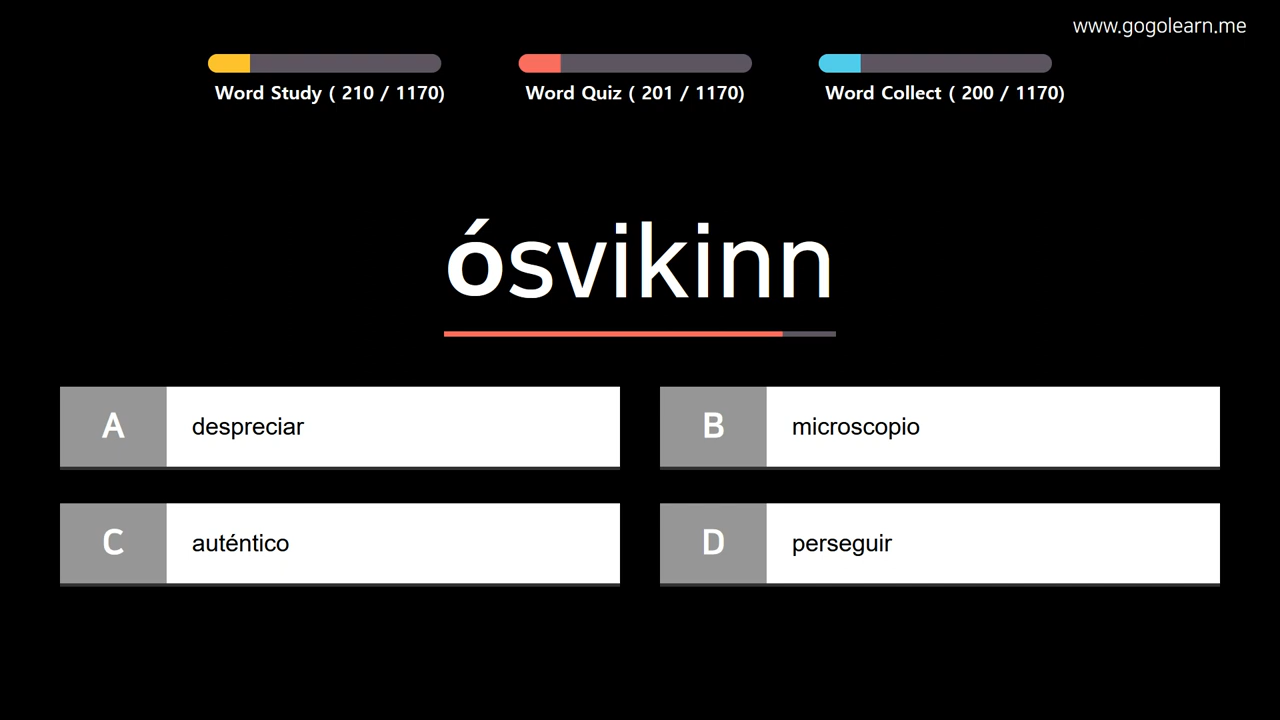 www.gogolearn.me
Word Study ( 210 / 1170)
Word Quiz ( 201 / 1170)
Word Collect ( 200 / 1170)
ósvikinn
A despreciar
B microscopio
C auténtico
D perseguir